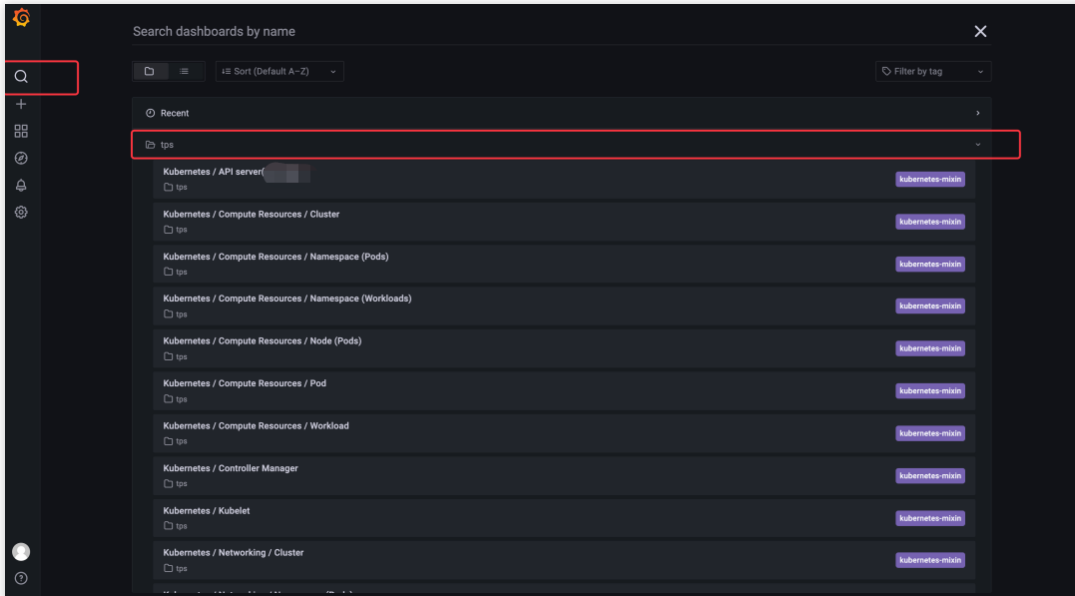 Search dashboards by name
Sort (Default A–Z)
Filter by tag
Recent
tps
Kubernetes / API server(
kubernetes-mixin
tps
Kubernetes / Compute Resources / Cluster
kubernetes-mixin
tps
Kubernetes / Compute Resources / Namespace (Pods)
kubernetes-mixin
tps
Kubernetes / Compute Resources / Namespace (Workloads)
kubernetes-mixin
tps
Kubernetes / Compute Resources / Node (Pods)
kubernetes-mixin
tps
Kubernetes / Compute Resources / Pod
kubernetes-mixin
tps
Kubernetes / Compute Resources / Workload
kubernetes-mixin
tps
Kubernetes / Controller Manager
kubernetes-mixin
tps
Kubernetes / Kubelet
kubernetes-mixin
tps
Kubernetes / Networking / Cluster
kubernetes-mixin
tps